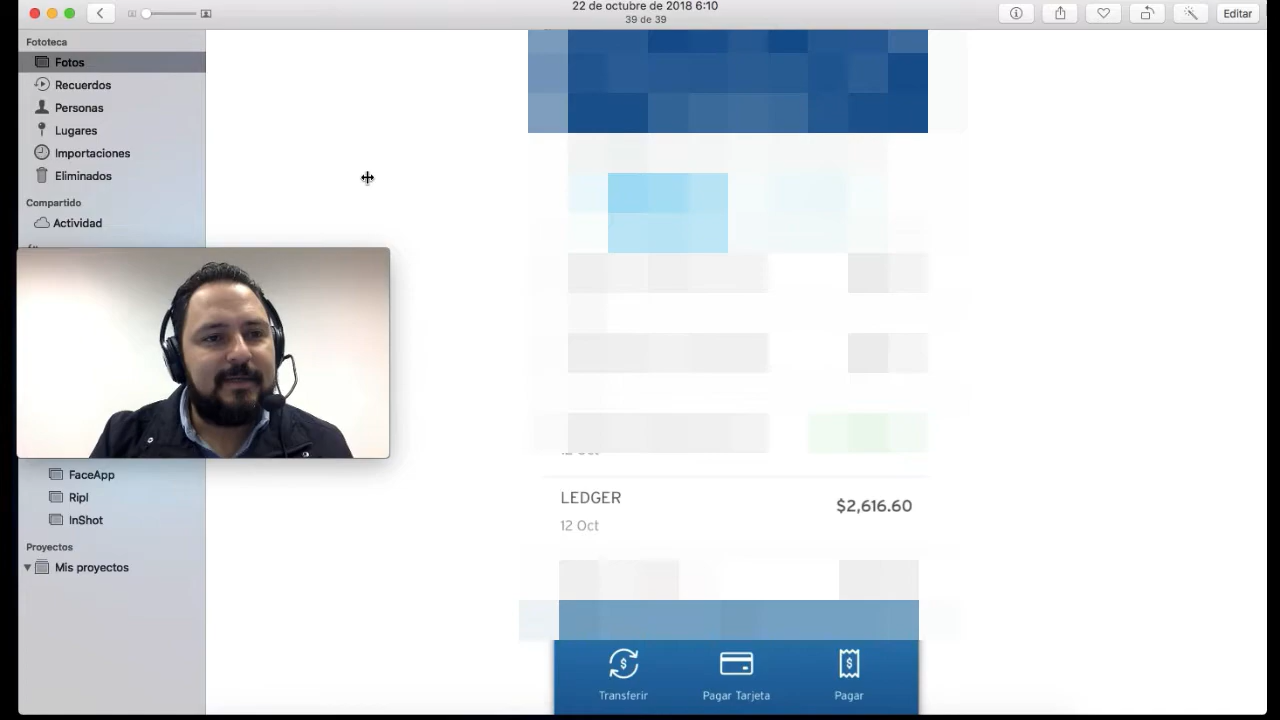 22 de octubre de 2018 6:10
39 de 39
Editar
Fototeca
Fotos
Recuerdos
Personas
Lugares
Importaciones
Eliminados
Compartido
Actividad
FaceApp
Ripl
InShot
Proyectos
Mis proyectos
LEDGER
$2,616.60
12 Oct
Transferir
Pagar Tarjeta
Pagar